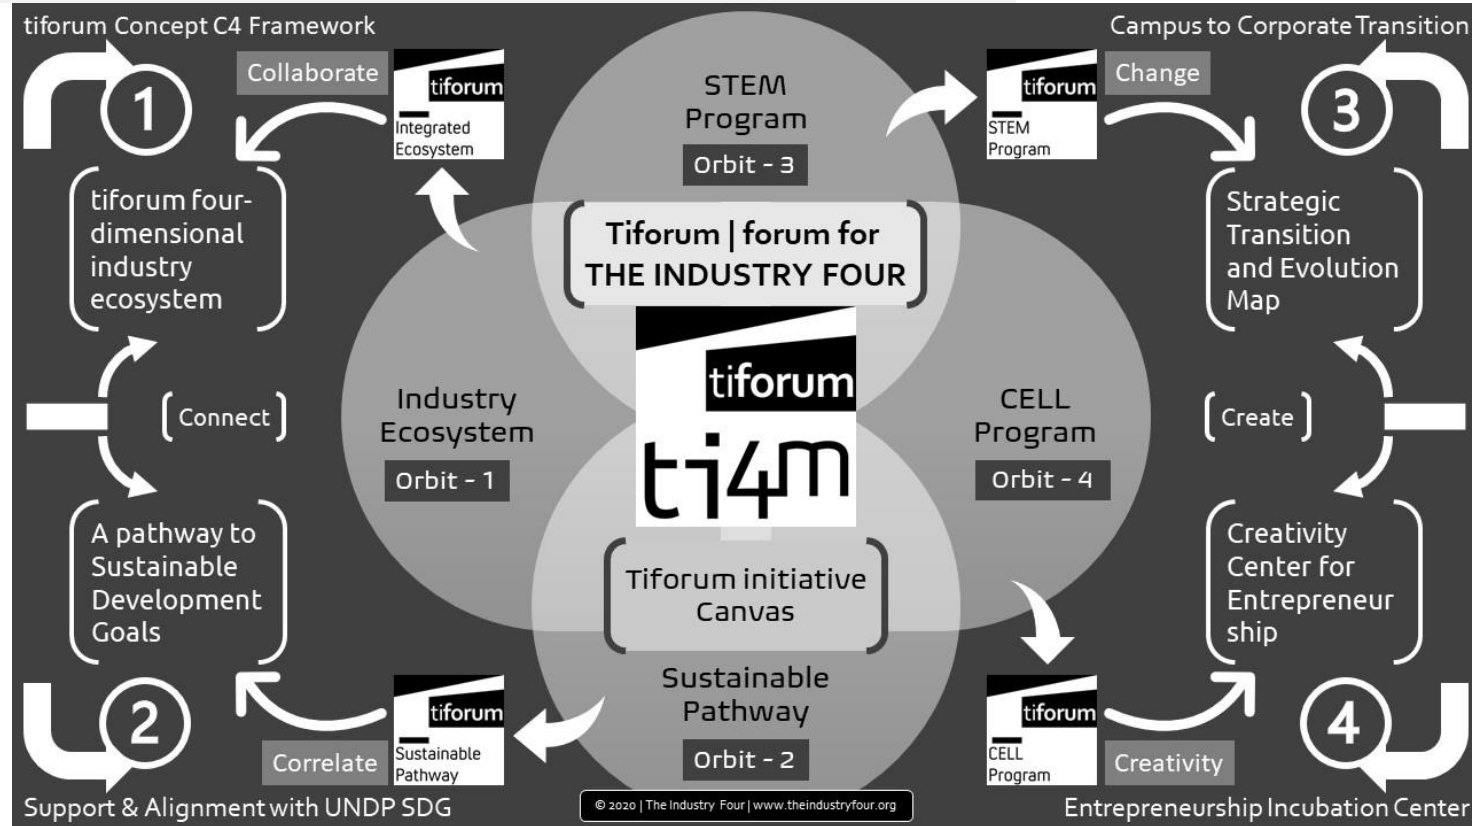 tiforum Concept C4 Framework
1
Collaborate
tiforum
Integrated
Ecosystem
tiforum four-
dimensional
industry
ecosystem
Connect
A pathway to
Sustainable
Development
Goals
2
Correlate
tiforum
Sustainable
Pathway
Support & Alignment with UNDP SDG
STEM
Program
Orbit - 3
Tiforum | forum for
THE INDUSTRY FOUR
tiforum
ti4m
Industry
Ecosystem
Orbit - 1
CELL
Program
Orbit - 4
Tiforum initiative
Canvas
Sustainable
Pathway
Orbit - 2
© 2020 | The Industry Four | www.theindustryfour.org
Campus to Corporate Transition
tiforum
STEM
Program
Change
3
Strategic
Transition
and Evolution
Map
Create
Creativity
Center for
Entrepreneur
ship
tiforum
CELL
Program
Creativity
4
Entrepreneurship Incubation Center